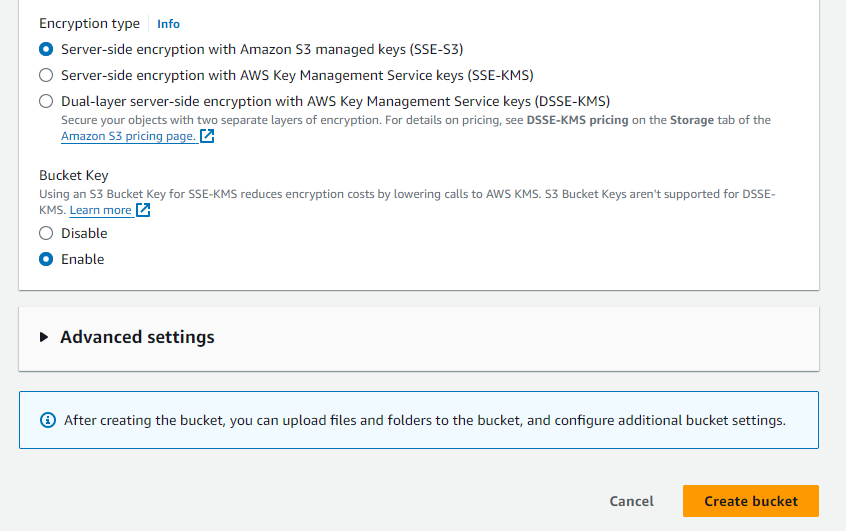 Encryption type Info
Server-side encryption with Amazon S3 managed keys (SSE-S3)
Server-side encryption with AWS Key Management Service keys (SSE-KMS)
Dual-layer server-side encryption with AWS Key Management Service keys (DSSE-KMS)
Secure your objects with two separate layers of encryption. For details on pricing, see DSSE-KMS pricing on the Storage tab of the
Amazon S3 pricing page.
Bucket Key
Using an S3 Bucket Key for SSE-KMS reduces encryption costs by lowering calls to AWS KMS. S3 Bucket Keys aren't supported for DSSE-
KMS. Learn more
Disable
Enable
Advanced settings
After creating the bucket, you can upload files and folders to the bucket, and configure additional bucket settings.
Cancel Create bucket